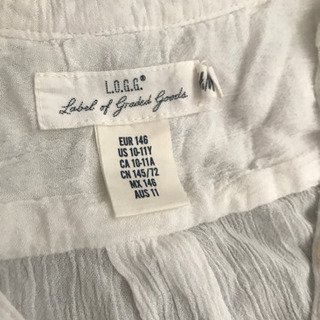 L.O.G.G.®
Label of Graded Goods
EUR 146
US 10-11Y
CA 10-11A
CN 145/72
MX 146
AUS 11